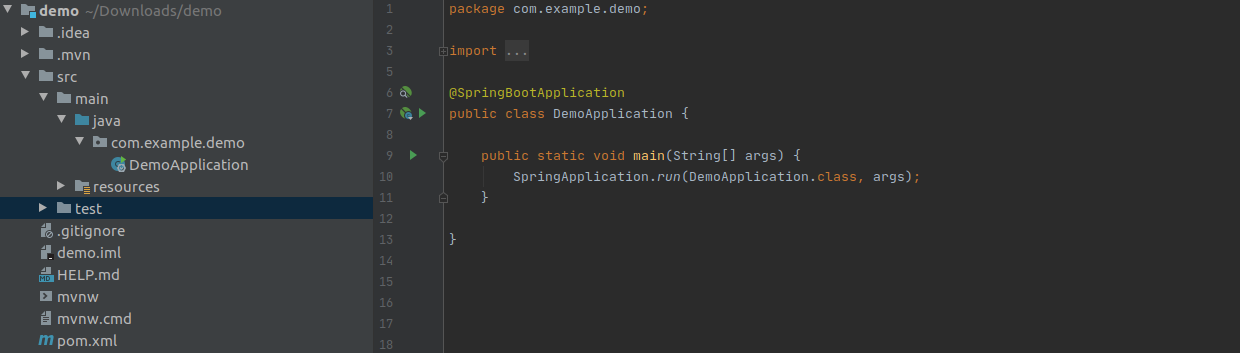 demo ~/Downloads/demo
.idea
.mvn
src
main
java
com.example.demo
DemoApplication
resources
test
.gitignore
demo.iml
HELP.md
mvnw
mvnw.cmd
pom.xml
1 package com.example.demo;
2
3 import ...
5
6 @SpringBootApplication
7 public class DemoApplication {
8
9 public static void main(String[] args) {
10 SpringApplication.run(DemoApplication.class, args);
11 }
12
13 }
14
15
16
17
18